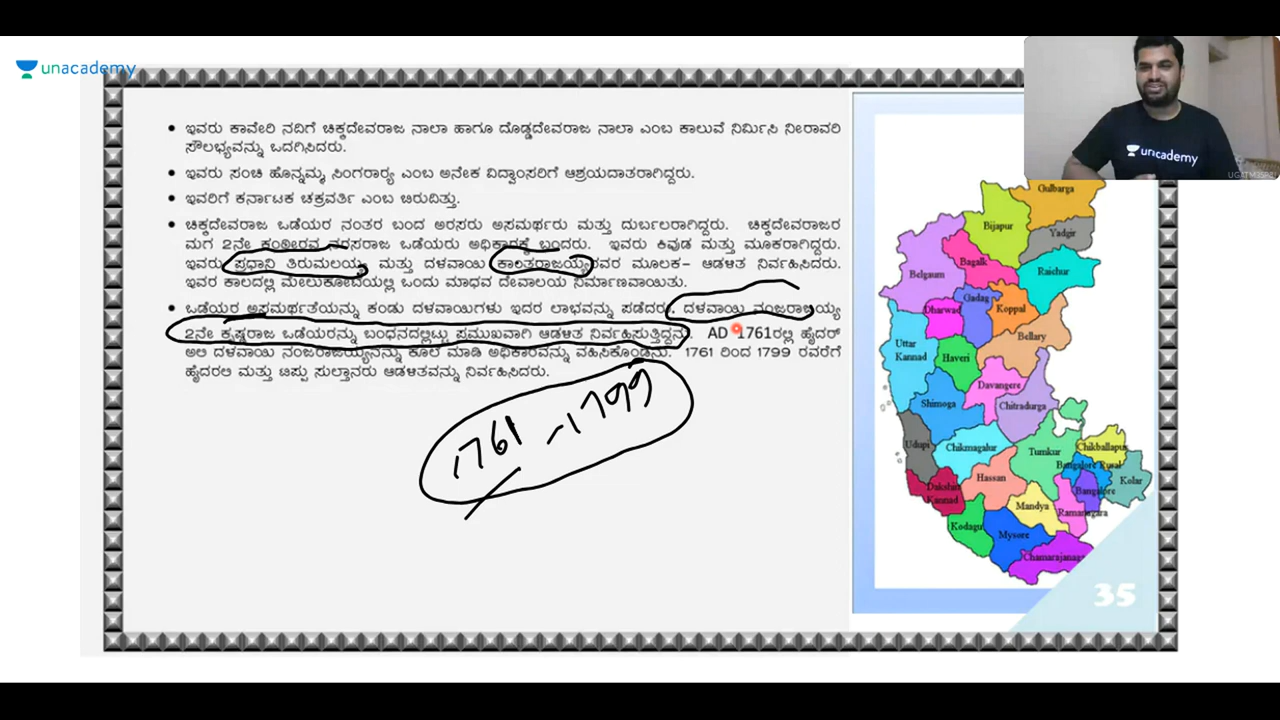 unacademy
ಇವರು ಕಾವೇರಿ ನದಿಗೆ ಚಿಕ್ಕದೇವರಾಜ ನಾಲಾ ಹಾಗೂ ದೊಡ್ಡದೇವರಾಜ ನಾಲಾ ಎಂಬ ಕಾಲುವೆ ನಿರ್ಮಿಸಿ ನೀರಾವರಿ
ಸೌಲಭ್ಯವನ್ನು ಒದಗಿಸಿದರು.
ಇವರು ಸಂಚಿ ಹೊನ್ನಮ್ಮ ಸಿಂಗರಾರ್ಯ ಎಂಬ ಅನೇಕ ವಿದ್ವಾಂಸರಿಗೆ ಆಶ್ರಯದಾತರಾಗಿದ್ದರು.
ಇವರಿಗೆ ಕರ್ನಾಟಕ ಚಕ್ರವರ್ತಿ ಎಂಬ ಬಿರುದಿತ್ತು.
ಚಿಕ್ಕದೇವರಾಜ ಒಡೆಯರ ನಂತರ ಬಂದ ಅರಸರು ಅಸಮರ್ಥರು ಮತ್ತು ದುರ್ಬಲರಾಗಿದ್ದರು. ಚಿಕ್ಕದೇವರಾಜರ
ಮಗ 2ನೇ ಕಂಠೀರವ ನರಸರಾಜ ಒಡೆಯರು ಅಧಿಕಾರಕ್ಕೆ ಬಂದರು. ಇವರು ಕಿವುಡ ಮತ್ತು ಮೂಕರಾಗಿದ್ದರು.
ಇವರು ಪ್ರಧಾನಿ ತಿರುಮಲಯ್ಯ ಮತ್ತು ದಳವಾಯಿ ಕಾಲತರಾಜಯ್ಯರವರ ಮೂಲಕ- ಆಡಳಿತ ನಿರ್ವಹಿಸಿದರು.
ಇವರ ಕಾಲದಲ್ಲಿ ಮೇಲುಕೋಟೆಯಲ್ಲಿ ಒಂದು ಮಾಧವ ದೇವಾಲಯ ನಿರ್ಮಾಣವಾಯಿತು.
ಒಡೆಯರ ಅಸಮರ್ಥತೆಯನ್ನು ಕಂಡು ದಳವಾಯಿಗಳು ಇದರ ಲಾಭವನ್ನು ಪಡೆದರು. ದಳವಾಯಿ ನಂಜರಾಜಯ್ಯ
2ನೇ ಕೃಷ್ಣರಾಜ ಒಡೆಯರನ್ನು ಬಂಧನದಲ್ಲಿಟ್ಟು ಪ್ರಮುಖವಾಗಿ ಆಡಳಿತ ನಿರ್ವಹಿಸುತ್ತಿದ್ದನು. AD 1761ರಲ್ಲಿ ಹೈದರ್
ಅಲಿ ದಳವಾಯಿ ನಂಜರಾಜಯ್ಯನನ್ನು ಕೊಲೆ ಮಾಡಿ ಅಧಿಕಾರವನ್ನು ವಹಿಸಿಕೊಂಡನು. 1761 ರಿಂದ 1799 ರವರೆಗೆ
ಹೈದರಲಿ ಮತ್ತು ಟಿಪ್ಪು ಸುಲ್ತಾನರು ಆಡಳಿತವನ್ನು ನಿರ್ವಹಿಸಿದರು.
1761 - 1799
unacademy
Gulbarga
Bijapur
Yadgir
Bagalk
Raichur
Belgaum
Gadag
Koppal
Dharwad
Bellary
Uttar
Kannad
Haveri
Davangere
Shimoga
Chitradurga
Udupi
Chikmagalur
Tumkur
Chikballapur
Bangalore Rural
Kolar
Hassan
Bangalore
Dakshin
Kannad
Mandya
Ramanagara
Kodagu
Mysore
Chamarajanaga
35